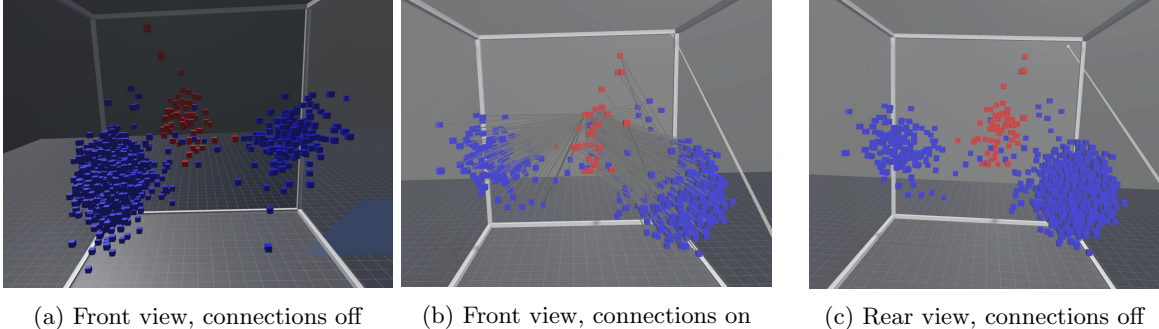 (a) Front view, connections off
(b) Front view, connections on
(c) Rear view, connections off